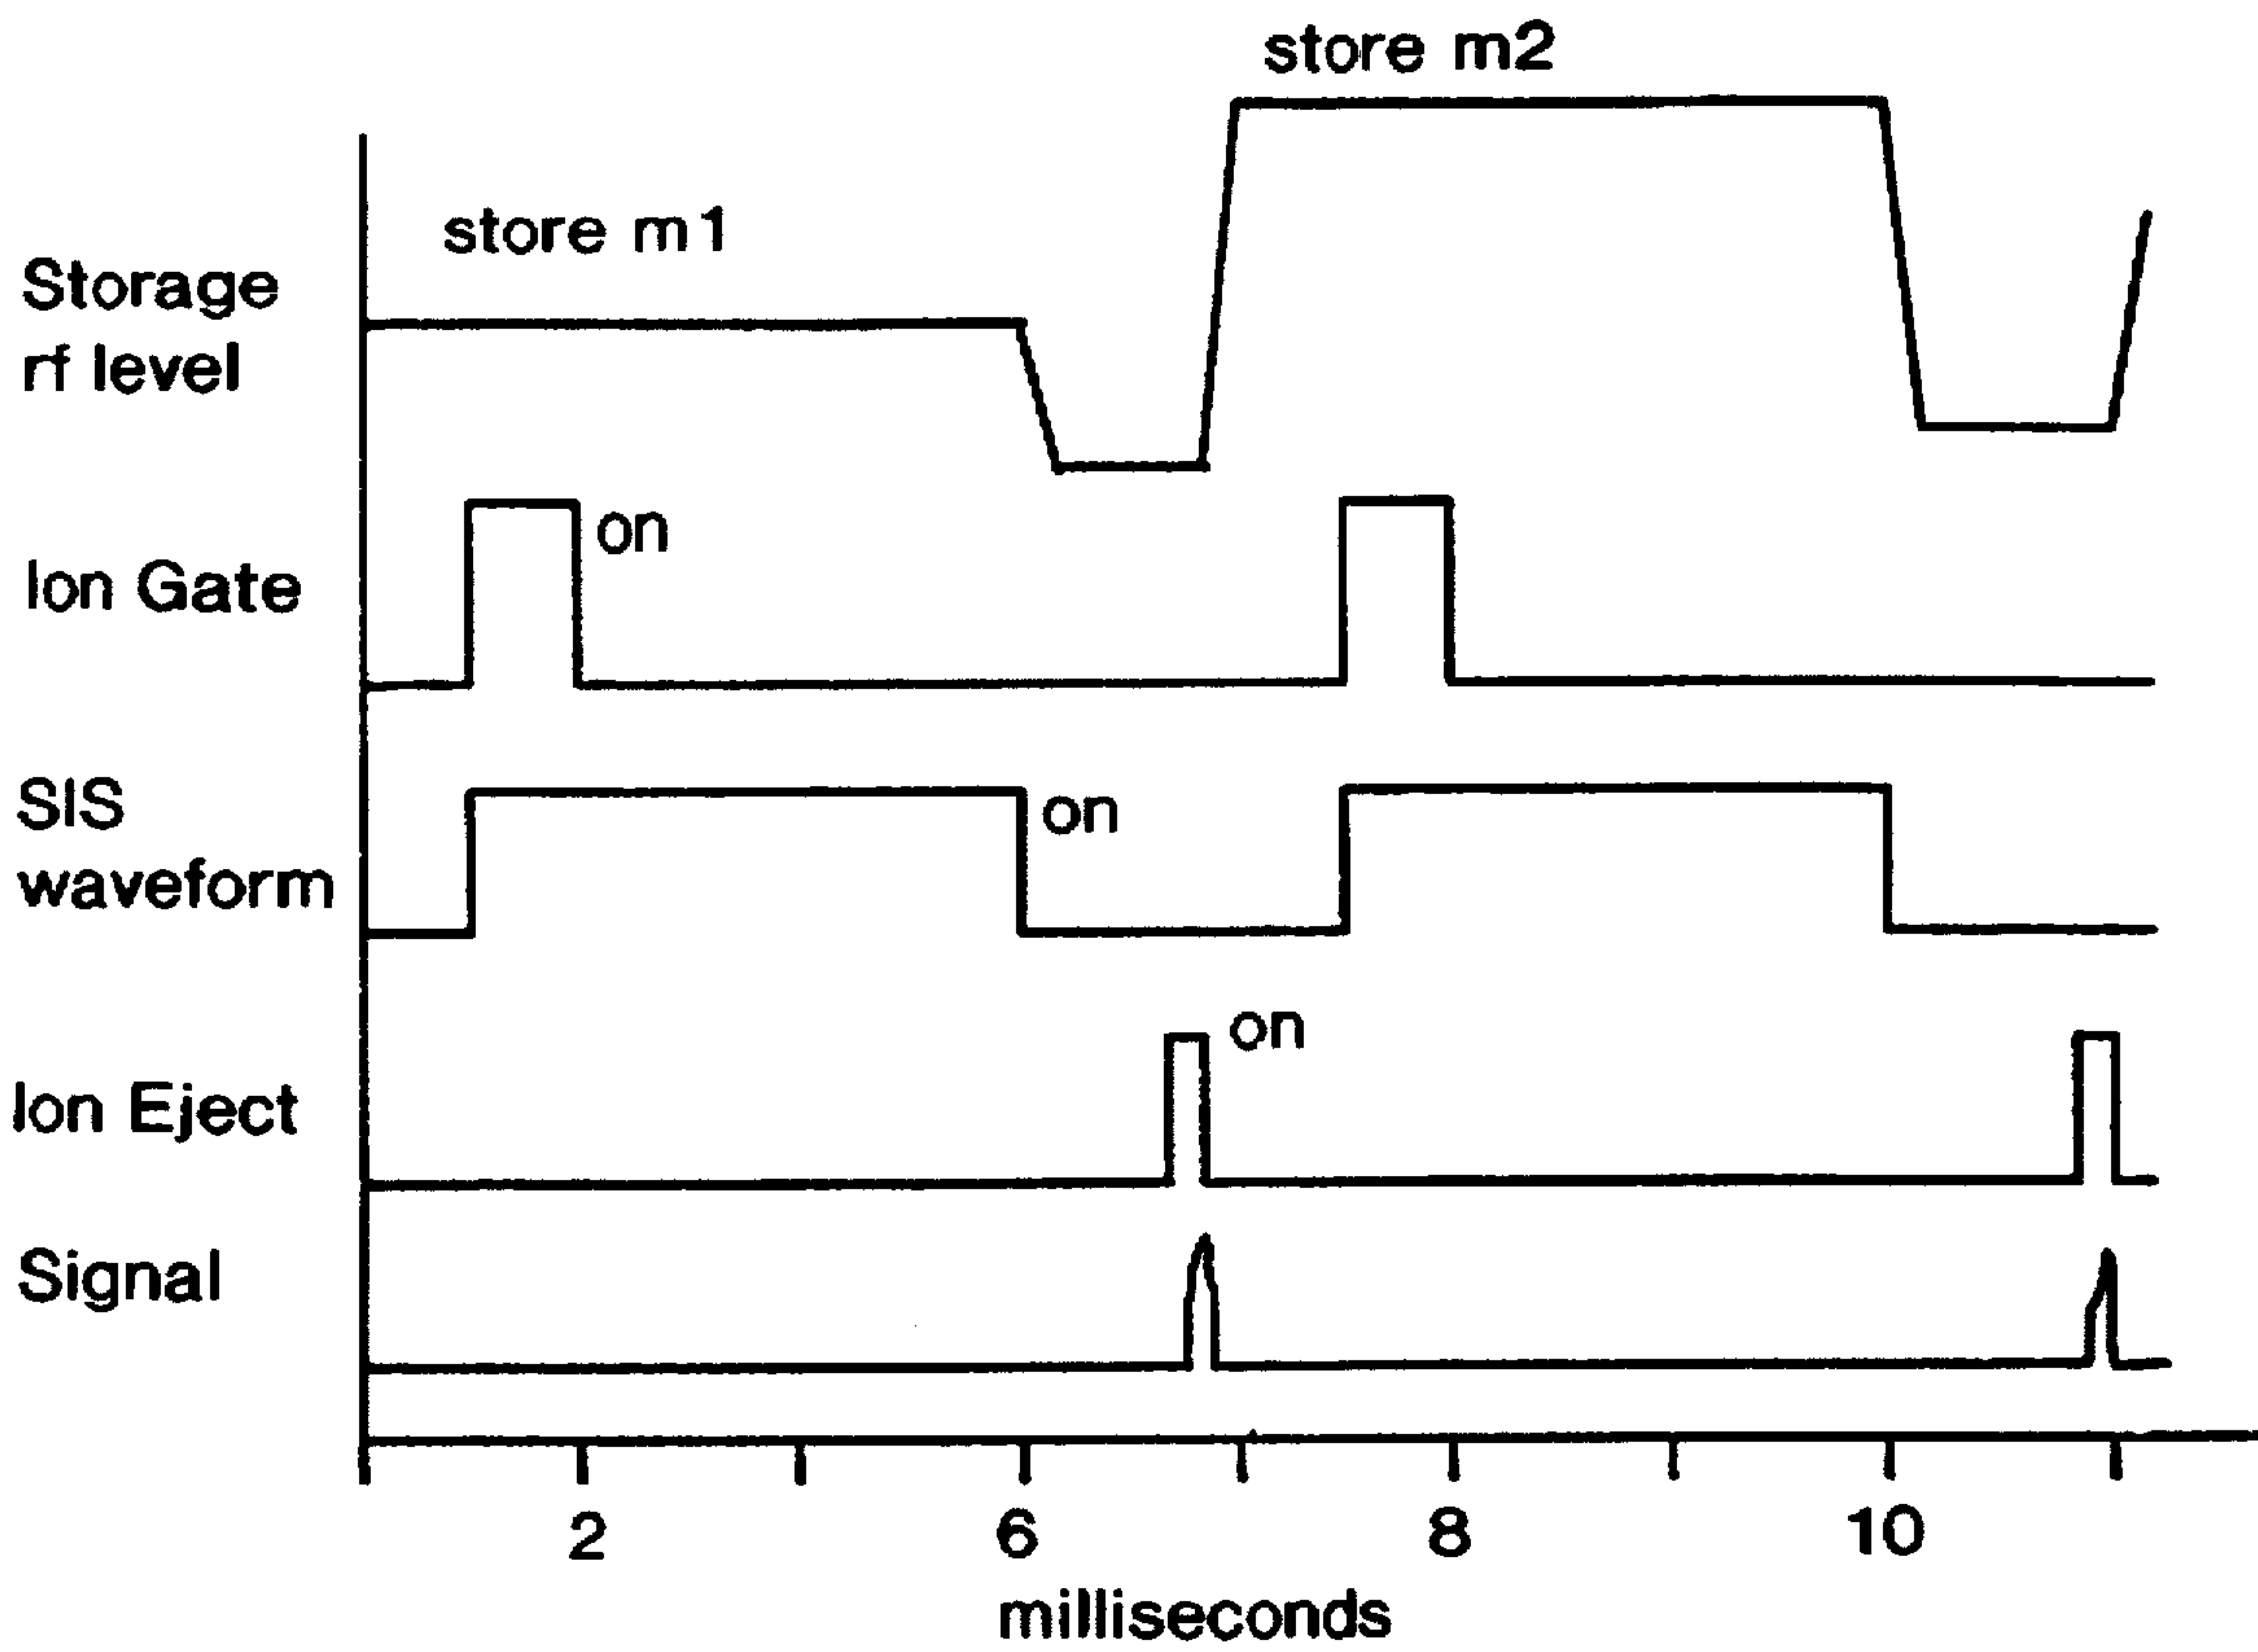 store m2
store m1
Storage
rf level
on
Ion Gate
SIS
on
waveform
on
Ion Eject
Signal
2 6 8 10
milliseconds